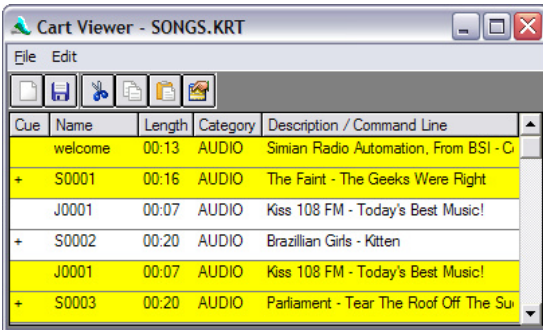 Cart Viewer - SONGS.KRT
File Edit
Cue Name Length Category Description / Command Line
welcome 00:13 AUDIO Simian Radio Automation, From BSI -
+ S0001 00:16 AUDIO The Faint - The Geeks Were Right
J0001 00:07 AUDIO Kiss 108 FM - Today's Best Music!
+ S0002 00:20 AUDIO Brazillian Girls - Kitten
J0001 00:07 AUDIO Kiss 108 FM - Today's Best Music!
+ S0003 00:20 AUDIO Parliament - Tear The Roof Off The